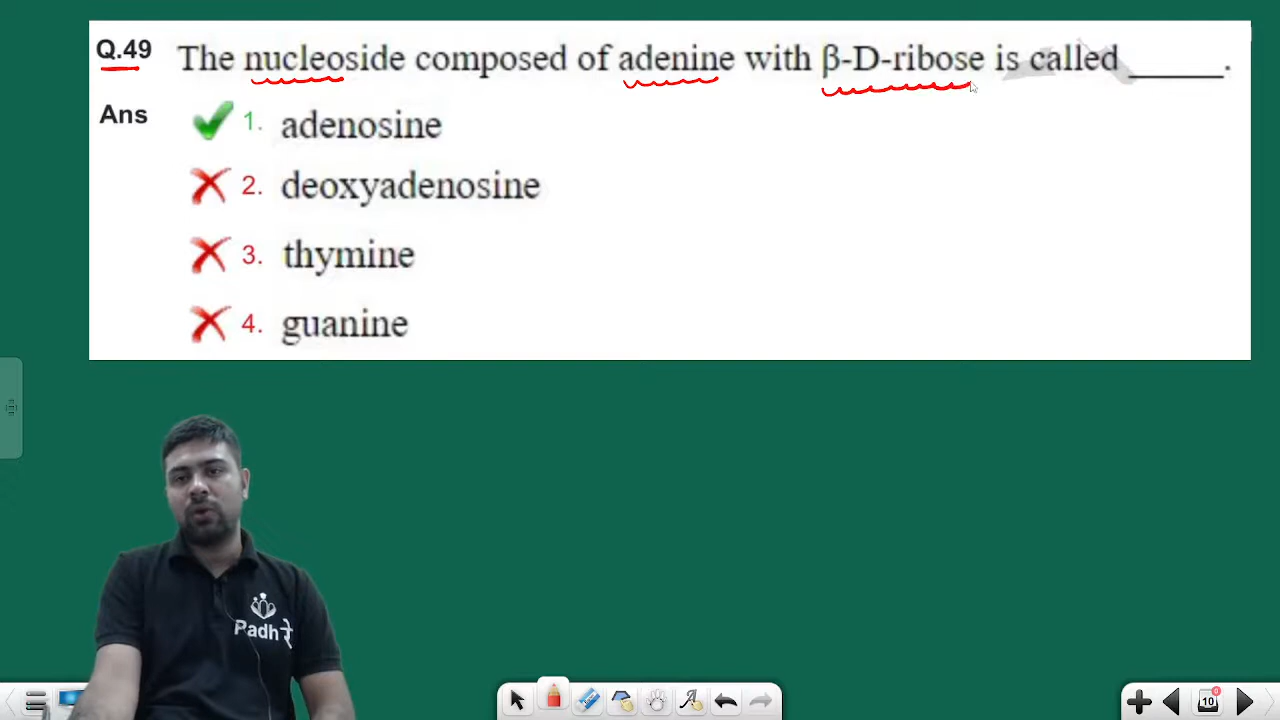 Q.49 The nucleoside composed of adenine with β-D-ribose is called ______.
Ans 1. adenosine
2. deoxyadenosine
3. thymine
4. guanine
Padhरे
10